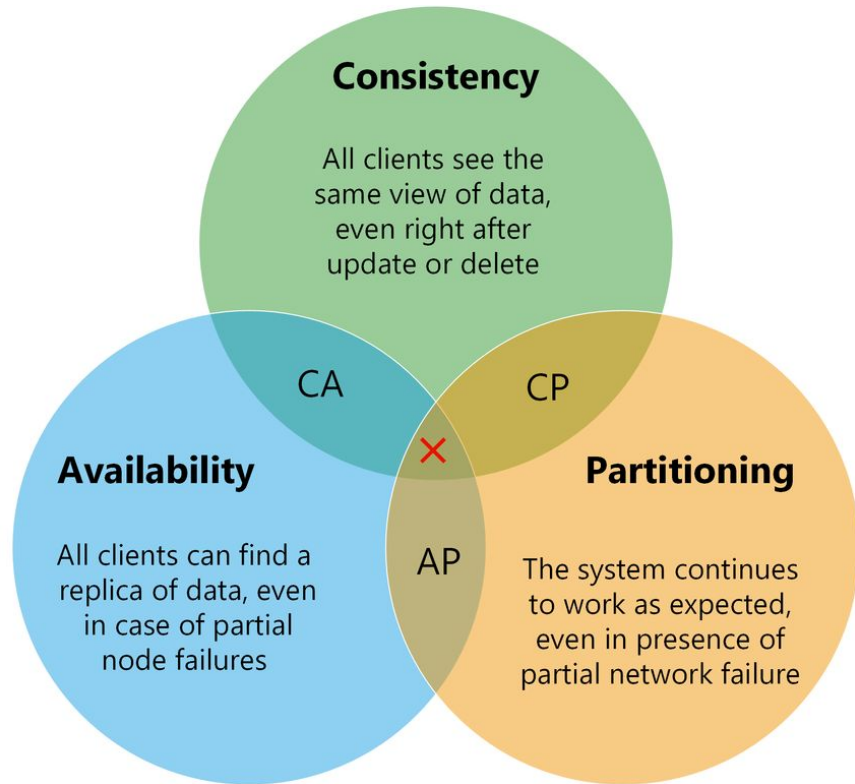 Consistency
All clients see the
same view of data,
even right after
update or delete
CA
CP
Availability
All clients can find a
replica of data, even
in case of partial
node failures
AP
Partitioning
The system continues
to work as expected,
even in presence of
partial network failure